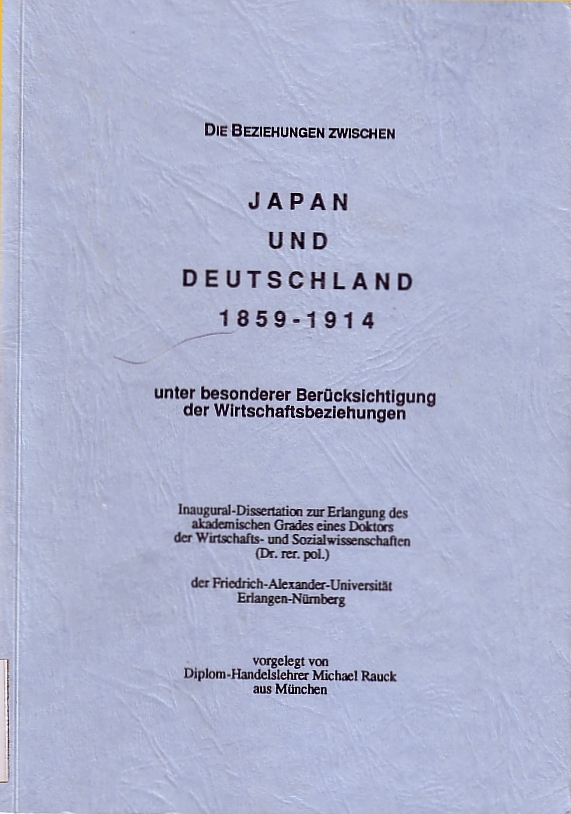 DIE BEZIEHUNGEN ZWISCHEN
JAPAN
UND
DEUTSCHLAND
1859-1914
unter besonderer Berücksichtigung
der Wirtschaftsbeziehungen
Inaugural-Dissertation zur Erlangung des
akademischen Grades eines Doktors
der Wirtschafts- und Sozialwissenschaften
(Dr. rer. pol.)
der Friedrich-Alexander-Universität
Erlangen-Nürnberg
vorgelegt von
Diplom-Handelslehrer Michael Rauck
aus München